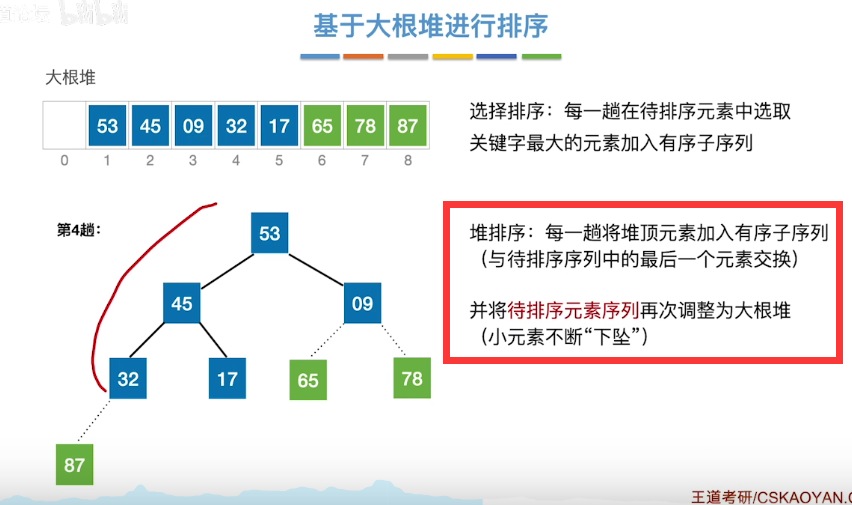 基于大根堆进行排序
大根堆
53 45 09 32 17 65 78 87
0 1 2 3 4 5 6 7 8
选择排序：每一趟在待排序元素中选取
关键字最大的元素加入有序子序列
第4趟：
53
45 09
32 17 65 78
87
堆排序：每一趟将堆顶元素加入有序子序列
（与待排序序列中的最后一个元素交换）
并将待排序元素序列再次调整为大根堆
（小元素不断“下坠”）
王道考研/CSKAOYAN.C